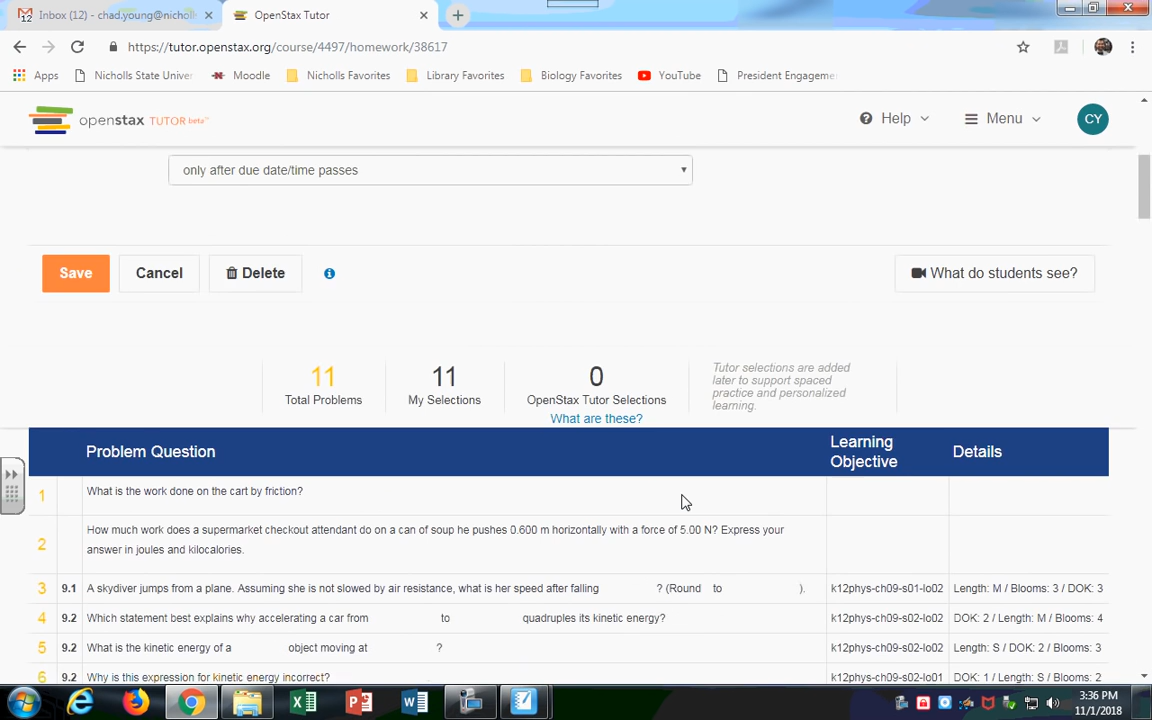 12
Inbox (12) - chad.young@nicholl
OpenStax Tutor
https://tutor.openstax.org/course/4497/homework/38617
Apps Nicholls State Univer Moodle Nicholls Favorites Library Favorites Biology Favorites YouTube President Engageme
openstax TUTOR beta™ Help Menu CY
only after due date/time passes
Save Cancel Delete What do students see?
11 11 0
Total Problems My Selections OpenStax Tutor Selections
What are these?
Tutor selections are added
later to support spaced
practice and personalized
learning.
Problem Question Learning Objective Details
1 What is the work done on the cart by friction?
2 How much work does a supermarket checkout attendant do on a can of soup he pushes 0.600 m horizontally with a force of 5.00 N? Express your
answer in joules and kilocalories.
3 9.1 A skydiver jumps from a plane. Assuming she is not slowed by air resistance, what is her speed after falling ? (Round to ). k12phys-ch09-s01-lo02 Length: M / Blooms: 3 / DOK: 3
4 9.2 Which statement best explains why accelerating a car from to quadruples its kinetic energy? k12phys-ch09-s02-lo02 DOK: 2 / Length: M / Blooms: 4
5 9.2 What is the kinetic energy of a object moving at ? k12phys-ch09-s02-lo02 Length: S / DOK: 2 / Blooms: 3
6 9.2 Why is this expression for kinetic energy incorrect? k12phys-ch09-s02-lo01 DOK: 1 / Length: S / Blooms: 2
3:36 PM
11/1/2018